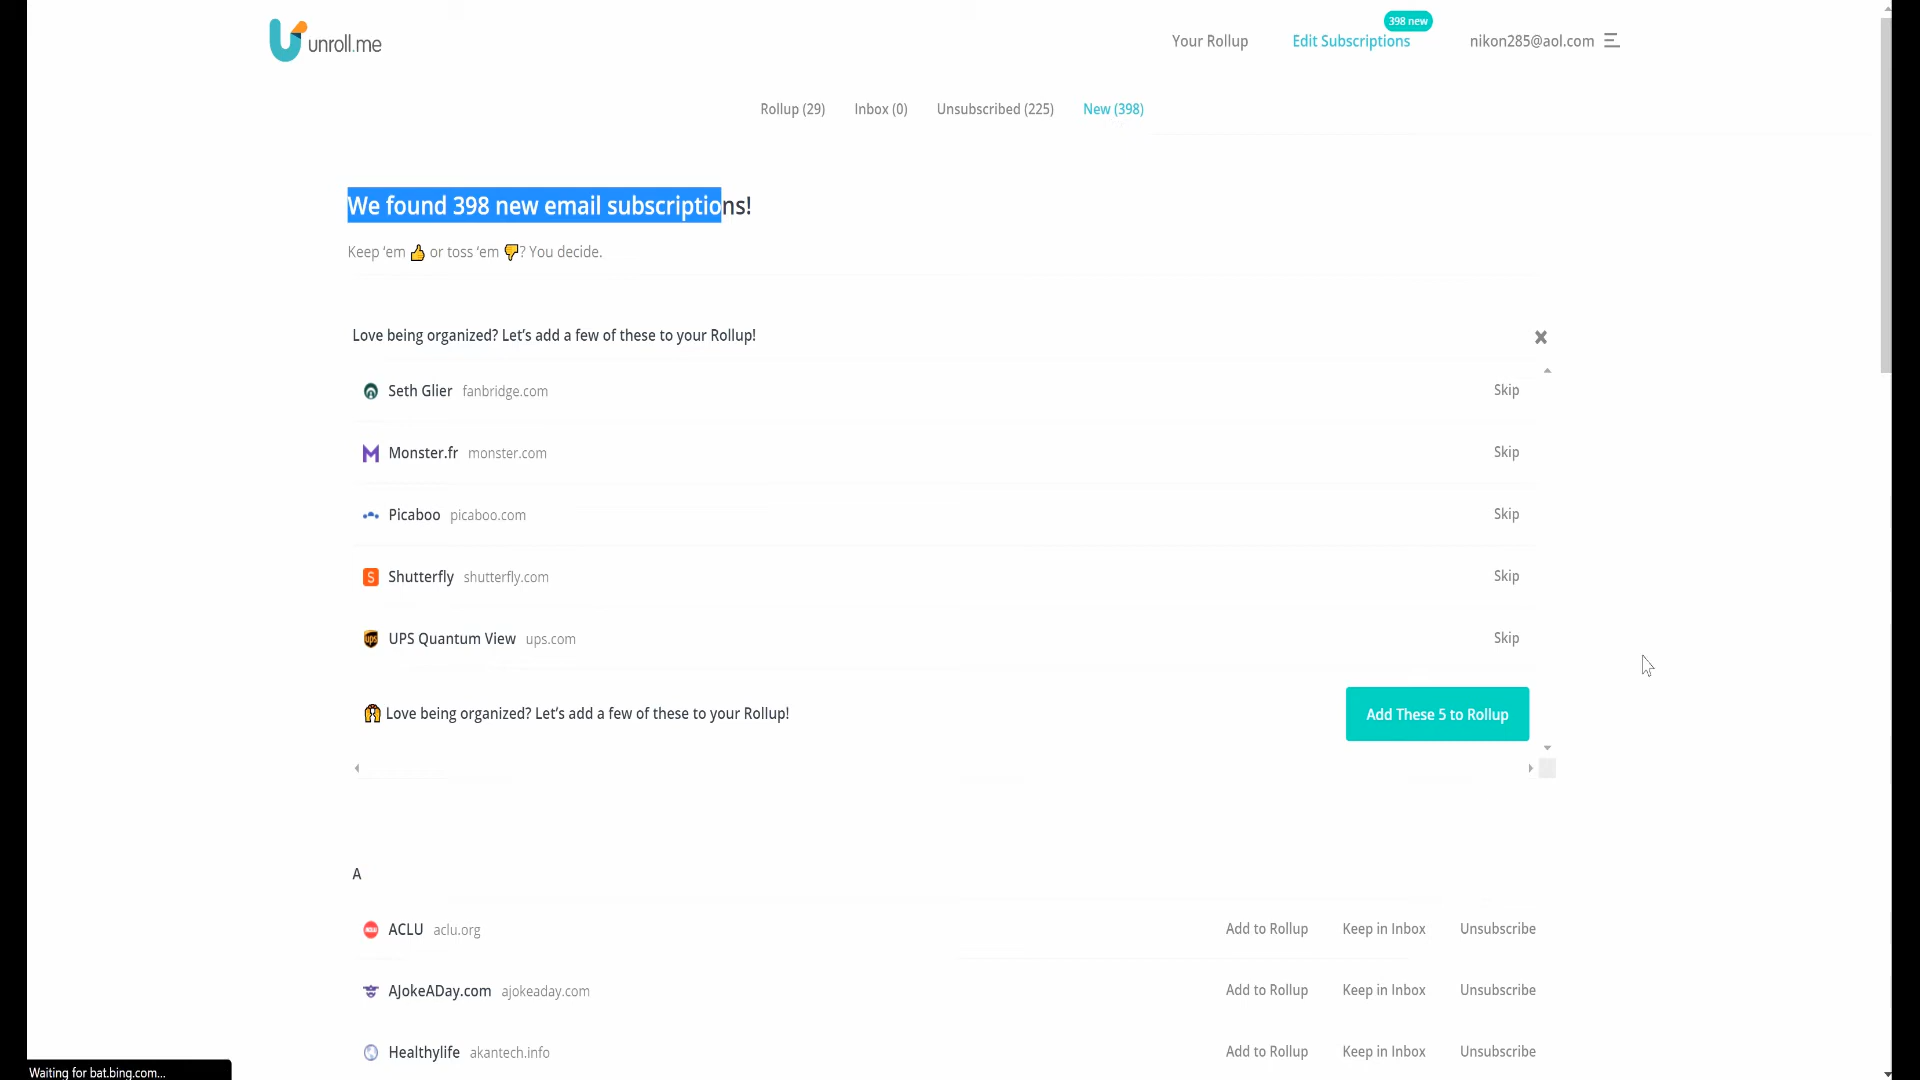 unroll.me
Your Rollup
Edit Subscriptions
398 new
nikon285@aol.com
Rollup (29)
Inbox (0)
Unsubscribed (225)
New (398)
We found 398 new email subscriptions!
Keep ‘em 👍 or toss ‘em 👎? You decide.
Love being organized? Let’s add a few of these to your Rollup!
Seth Glier fanbridge.com Skip
Monster.fr monster.com Skip
Picaboo picaboo.com Skip
Shutterfly shutterfly.com Skip
UPS Quantum View ups.com Skip
🙌 Love being organized? Let’s add a few of these to your Rollup!
Add These 5 to Rollup
A
ACLU aclu.org Add to Rollup Keep in Inbox Unsubscribe
AJokeADay.com ajokeaday.com Add to Rollup Keep in Inbox Unsubscribe
Healthylife akantech.info Add to Rollup Keep in Inbox Unsubscribe
Waiting for bat.bing.com...